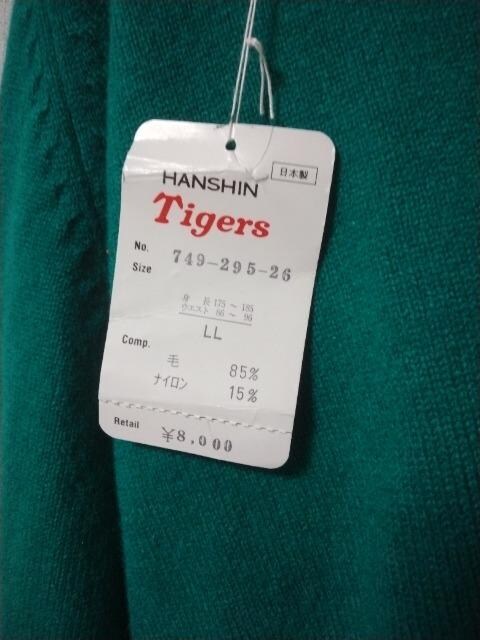 日本製
HANSHIN
Tigers
No. 749-295-26
Size
身 長 175 ~ 185
ウエスト 86 ~ 96
LL
Comp.
毛 85%
ナイロン 15%
Retail ¥8,000